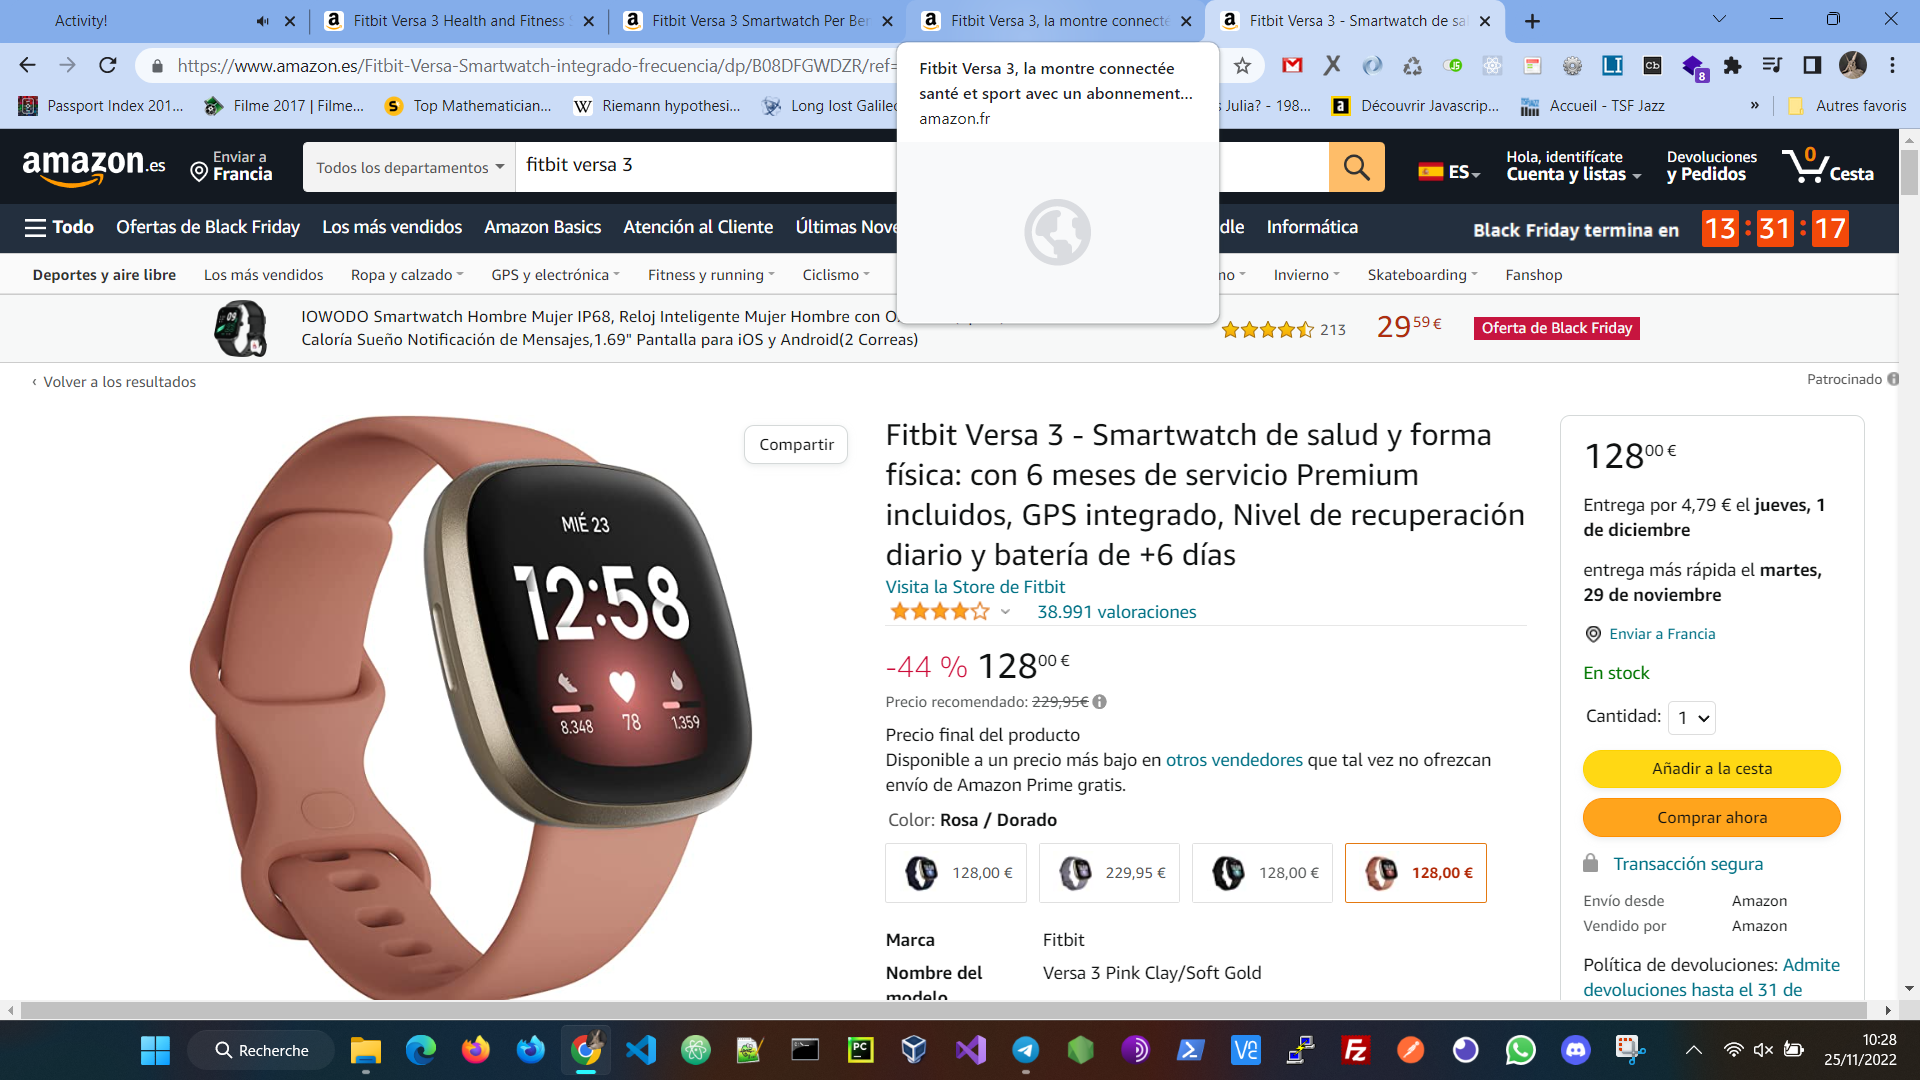 Activity!
Fitbit Versa 3 Health and Fitness S
Fitbit Versa 3 Smartwatch Per Ben
Fitbit Versa 3, la montre connecté
Fitbit Versa 3 - Smartwatch de sal
https://www.amazon.es/Fitbit-Versa-Smartwatch-integrado-frecuencia/dp/B08DFGWDZR/ref=
8
Passport Index 201...
Filme 2017 | Filme...
Top Mathematician...
Riemann hypothesi...
Long lost Galileo
s Julia? - 198...
Découvrir Javascrip...
Accueil - TSF Jazz
»
Autres favoris
Fitbit Versa 3, la montre connectée
santé et sport avec un abonnement...
amazon.fr
amazon.es
Enviar a
Francia
Todos los departamentos
fitbit versa 3
ES
Hola, identifícate
Cuenta y listas
Devoluciones
y Pedidos
0
Cesta
Todo
Ofertas de Black Friday
Los más vendidos
Amazon Basics
Atención al Cliente
Últimas Nove
dle
Informática
Black Friday termina en
13 : 31 : 17
Deportes y aire libre
Los más vendidos
Ropa y calzado
GPS y electrónica
Fitness y running
Ciclismo
mo
Invierno
Skateboarding
Fanshop
IOWODO Smartwatch Hombre Mujer IP68, Reloj Inteligente Mujer Hombre con O
Caloría Sueño Notificación de Mensajes,1.69" Pantalla para iOS y Android(2 Correas)
213
29 59 €
Oferta de Black Friday
‹ Volver a los resultados
Patrocinado
Compartir
MIÉ 23
12:58
8.348
78
1.359
Fitbit Versa 3 - Smartwatch de salud y forma
física: con 6 meses de servicio Premium
incluidos, GPS integrado, Nivel de recuperación
diario y batería de +6 días
Visita la Store de Fitbit
38.991 valoraciones
-44 % 128 00 €
Precio recomendado: 229,95€
Precio final del producto
Disponible a un precio más bajo en otros vendedores que tal vez no ofrezcan
envío de Amazon Prime gratis.
Color: Rosa / Dorado
128,00 €
229,95 €
128,00 €
128,00 €
Marca
Fitbit
Nombre del
modelo
Versa 3 Pink Clay/Soft Gold
128 00 €
Entrega por 4,79 € el jueves, 1
de diciembre
entrega más rápida el martes,
29 de noviembre
Enviar a Francia
En stock
Cantidad: 1
Añadir a la cesta
Comprar ahora
Transacción segura
Envío desde
Amazon
Vendido por
Amazon
Política de devoluciones: Admite
devoluciones hasta el 31 de
Recherche
10:28
25/11/2022